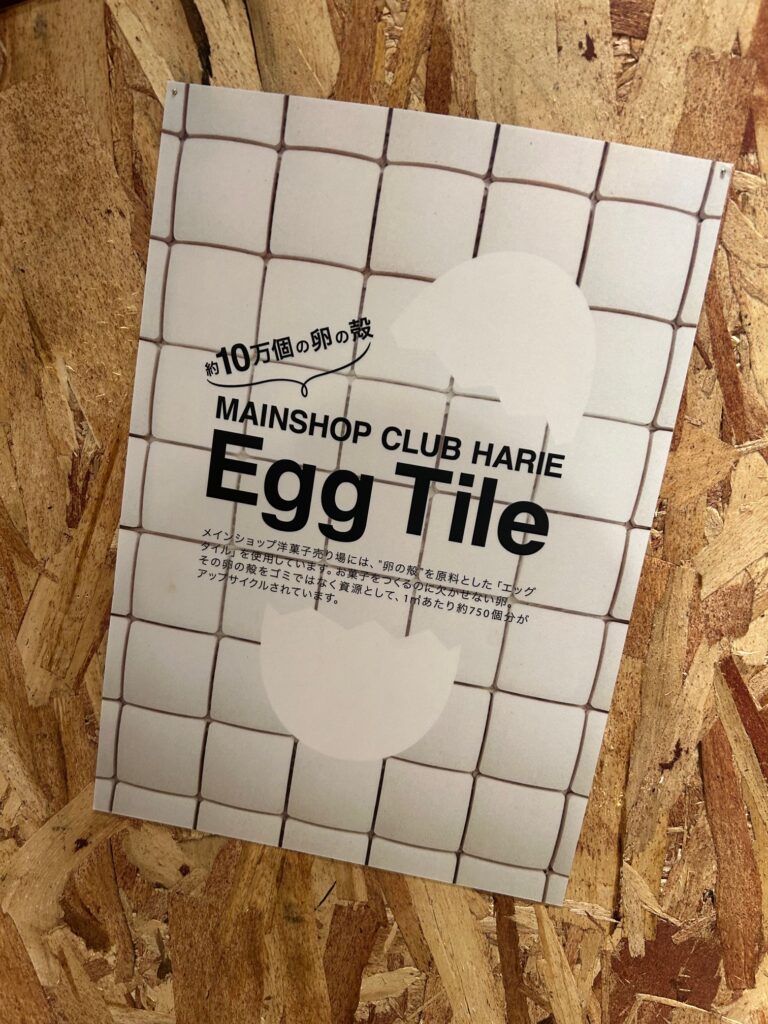 約10万個の卵の殻
MAINSHOP CLUB HARIE
Egg Tile
メインショップ洋菓子売り場には、“卵の殻”を原料とした「エッグ
タイル」を使用しています。お菓子をつくるのに欠かせない卵。
その卵の殻をゴミではなく資源として、1㎡あたり約750個分が
アップサイクルされています。